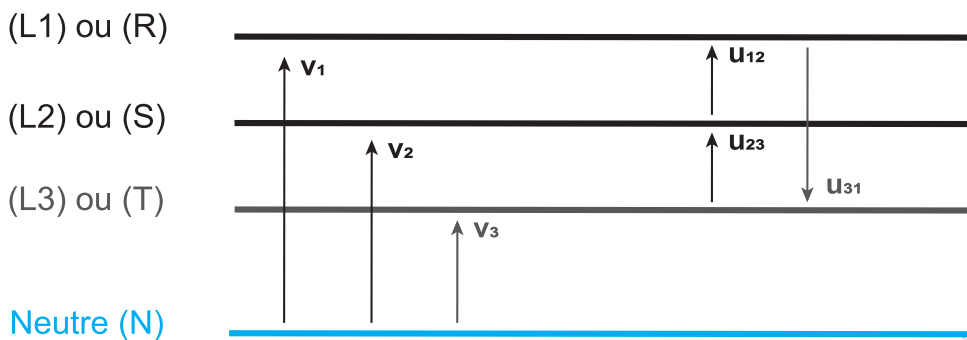 (L1) ou (R)
v₁
u₁₂
(L2) ou (S)
v₂
u₂₃
(L3) ou (T)
u₃₁
v₃
Neutre (N)